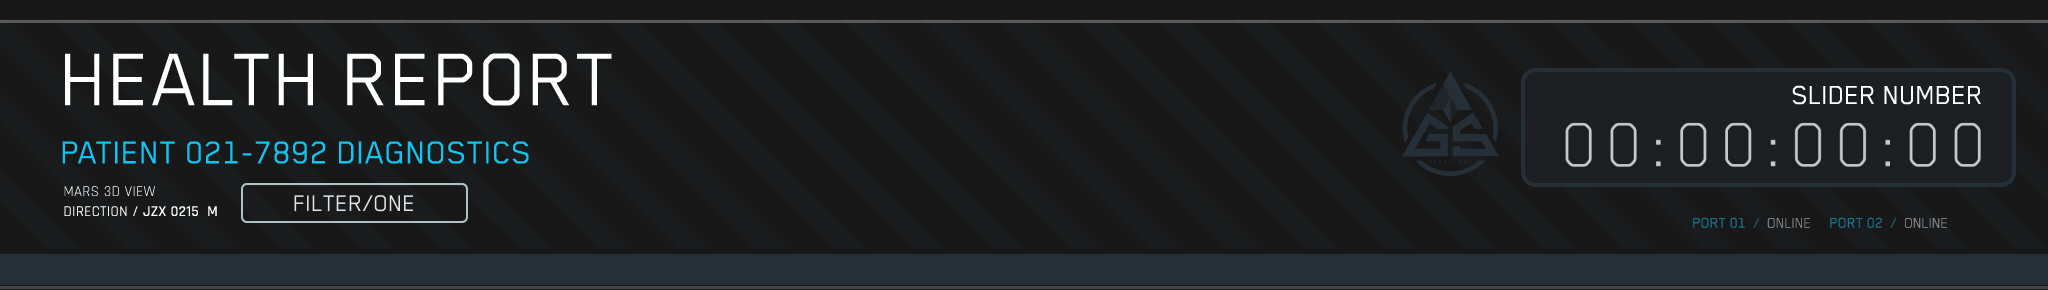 HEALTH REPORT
PATIENT 021-7892 DIAGNOSTICS
MARS 3D VIEW
DIRECTION / JZX 0215 M
FILTER/ONE
GS
SLIDER NUMBER
00:00:00:00
PORT 01 / ONLINE PORT 02 / ONLINE